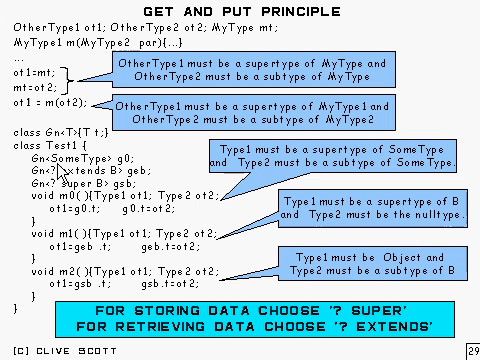 GET AND PUT PRINCIPLE
OtherType1 ot1; OtherType2 ot2; MyType mt;
MyType1 m(MyType2 par){...}
...
ot1=mt;
mt=ot2;
OtherType1 must be a supertype of MyType and
OtherType2 must be a subtype of MyType
ot1 = m(ot2);
OtherType1 must be a supertype of MyType1 and
OtherType2 must be a subtype of MyType2
class Gn<T>{T t;}
class Test1 {
Gn<SomeType> g0;
Gn<? extends B> geb;
Gn<? super B> gsb;
Type1 must be a supertype of SomeType
and Type2 must be a subtype of SomeType.
void m0( ){Type1 ot1; Type2 ot2;
ot1=g0.t; g0.t=ot2;
}
Type1 must be a supertype of B
and Type2 must be the nulltype.
void m1( ){Type1 ot1; Type2 ot2;
ot1=geb .t; geb.t=ot2;
}
Type1 must be Object and
Type2 must be a subtype of B
void m2( ){Type1 ot1; Type2 ot2;
ot1=gsb .t; gsb.t=ot2;
}
}
FOR STORING DATA CHOOSE '? SUPER'
FOR RETRIEVING DATA CHOOSE '? EXTENDS'
[C] CLIVE SCOTT
29